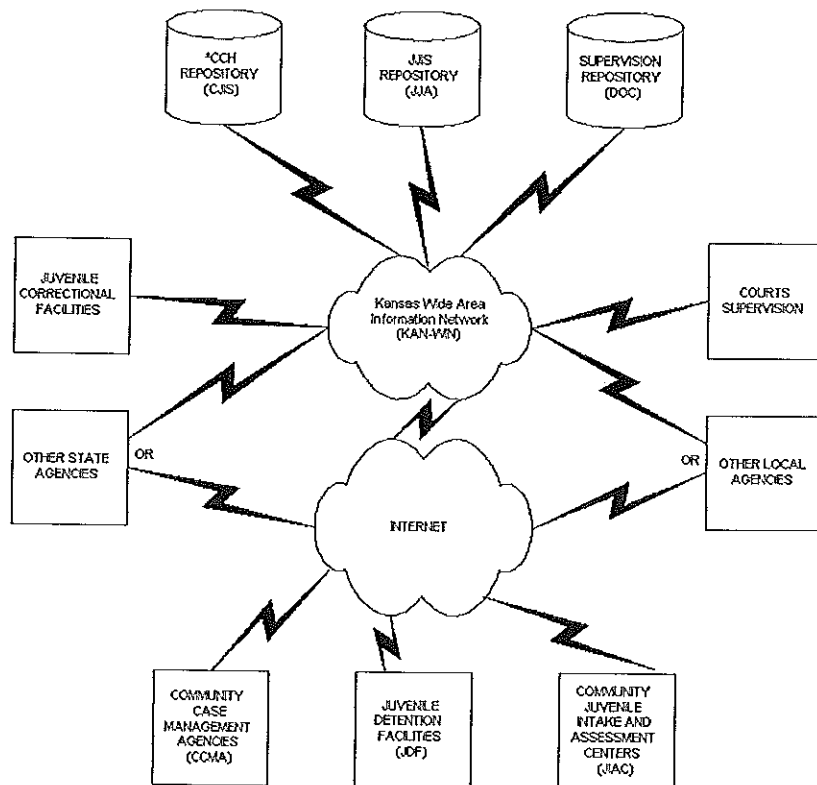 *CCH
REPOSITORY
(CJIS)
JJIS
REPOSITORY
(JJA)
SUPERVISION
REPOSITORY
(DOC)
Kansas Wide Area
Information Network
(KAN-WIN)
JUVENILE
CORRECTIONAL
FACILITIES
COURTS
SUPERVISION
OTHER STATE
AGENCIES
OR
OR
OTHER LOCAL
AGENCIES
INTERNET
COMMUNITY
CASE
MANAGEMENT
AGENCIES
(CCMA)
JUVENILE
DETENTION
FACILITIES
(JDF)
COMMUNITY
JUVENILE
INTAKE AND
ASSESSMENT
CENTERS
(JIAC)